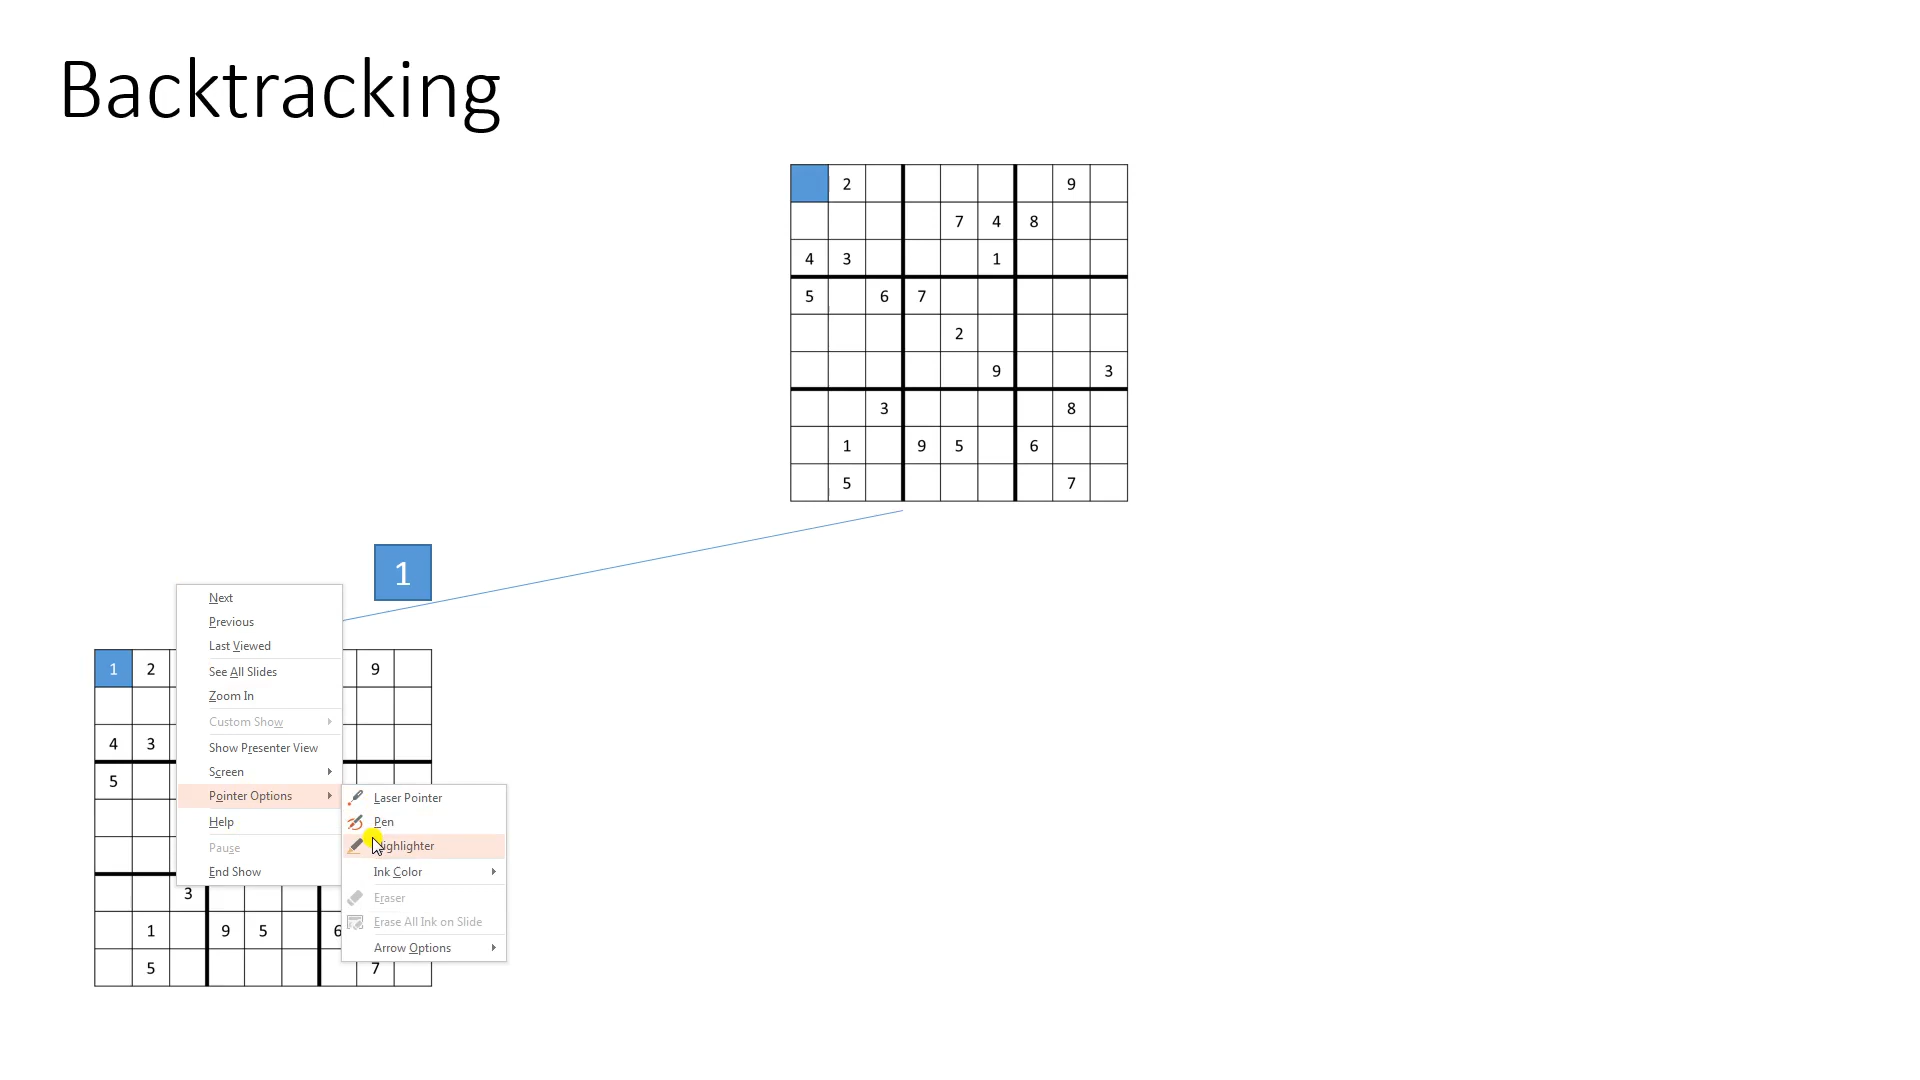 Backtracking
2 9
7 4 8
4 3 1
5 6 7
2
9 3
3 8
1 9 5 6
5 7
1
1 2 9
4 3
5
3
1 9 5 6
5 7
Next
Previous
Last Viewed
See All Slides
Zoom In
Custom Show
Show Presenter View
Screen
Pointer Options
Help
Pause
End Show
Laser Pointer
Pen
Highlighter
Ink Color
Eraser
Erase All Ink on Slide
Arrow Options